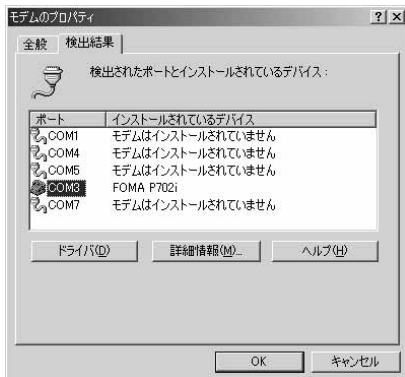 モデムのプロパティ ? ×
全般 検出結果
検出されたポートとインストールされているデバイス:
ポート インストールされているデバイス
COM1 モデムはインストールされていません
COM4 モデムはインストールされていません
COM5 モデムはインストールされていません
COM3 FOMA P702i
COM7 モデムはインストールされていません
ドライバ(D) 詳細情報(M)... ヘルプ(H)
OK キャンセル